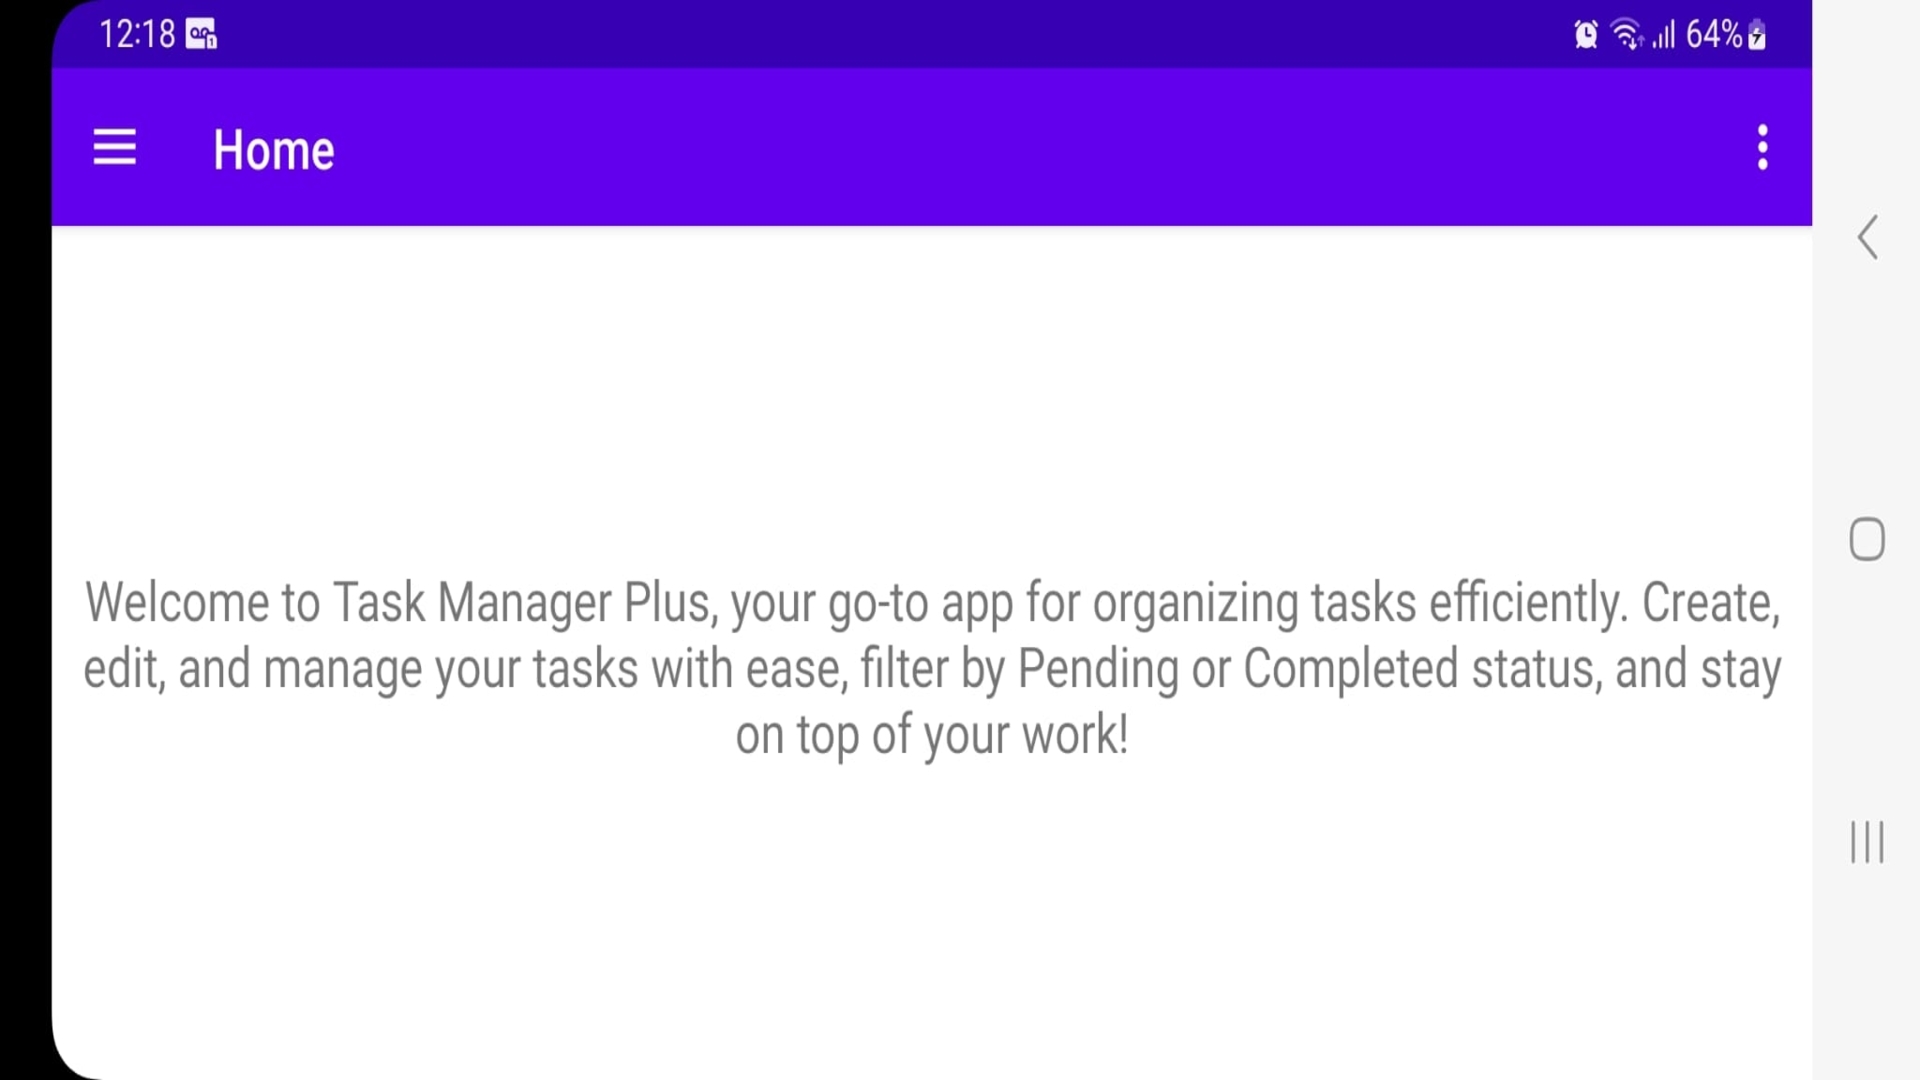 12:18
64%
Home
Welcome to Task Manager Plus, your go-to app for organizing tasks efficiently. Create,
edit, and manage your tasks with ease, filter by Pending or Completed status, and stay
on top of your work!